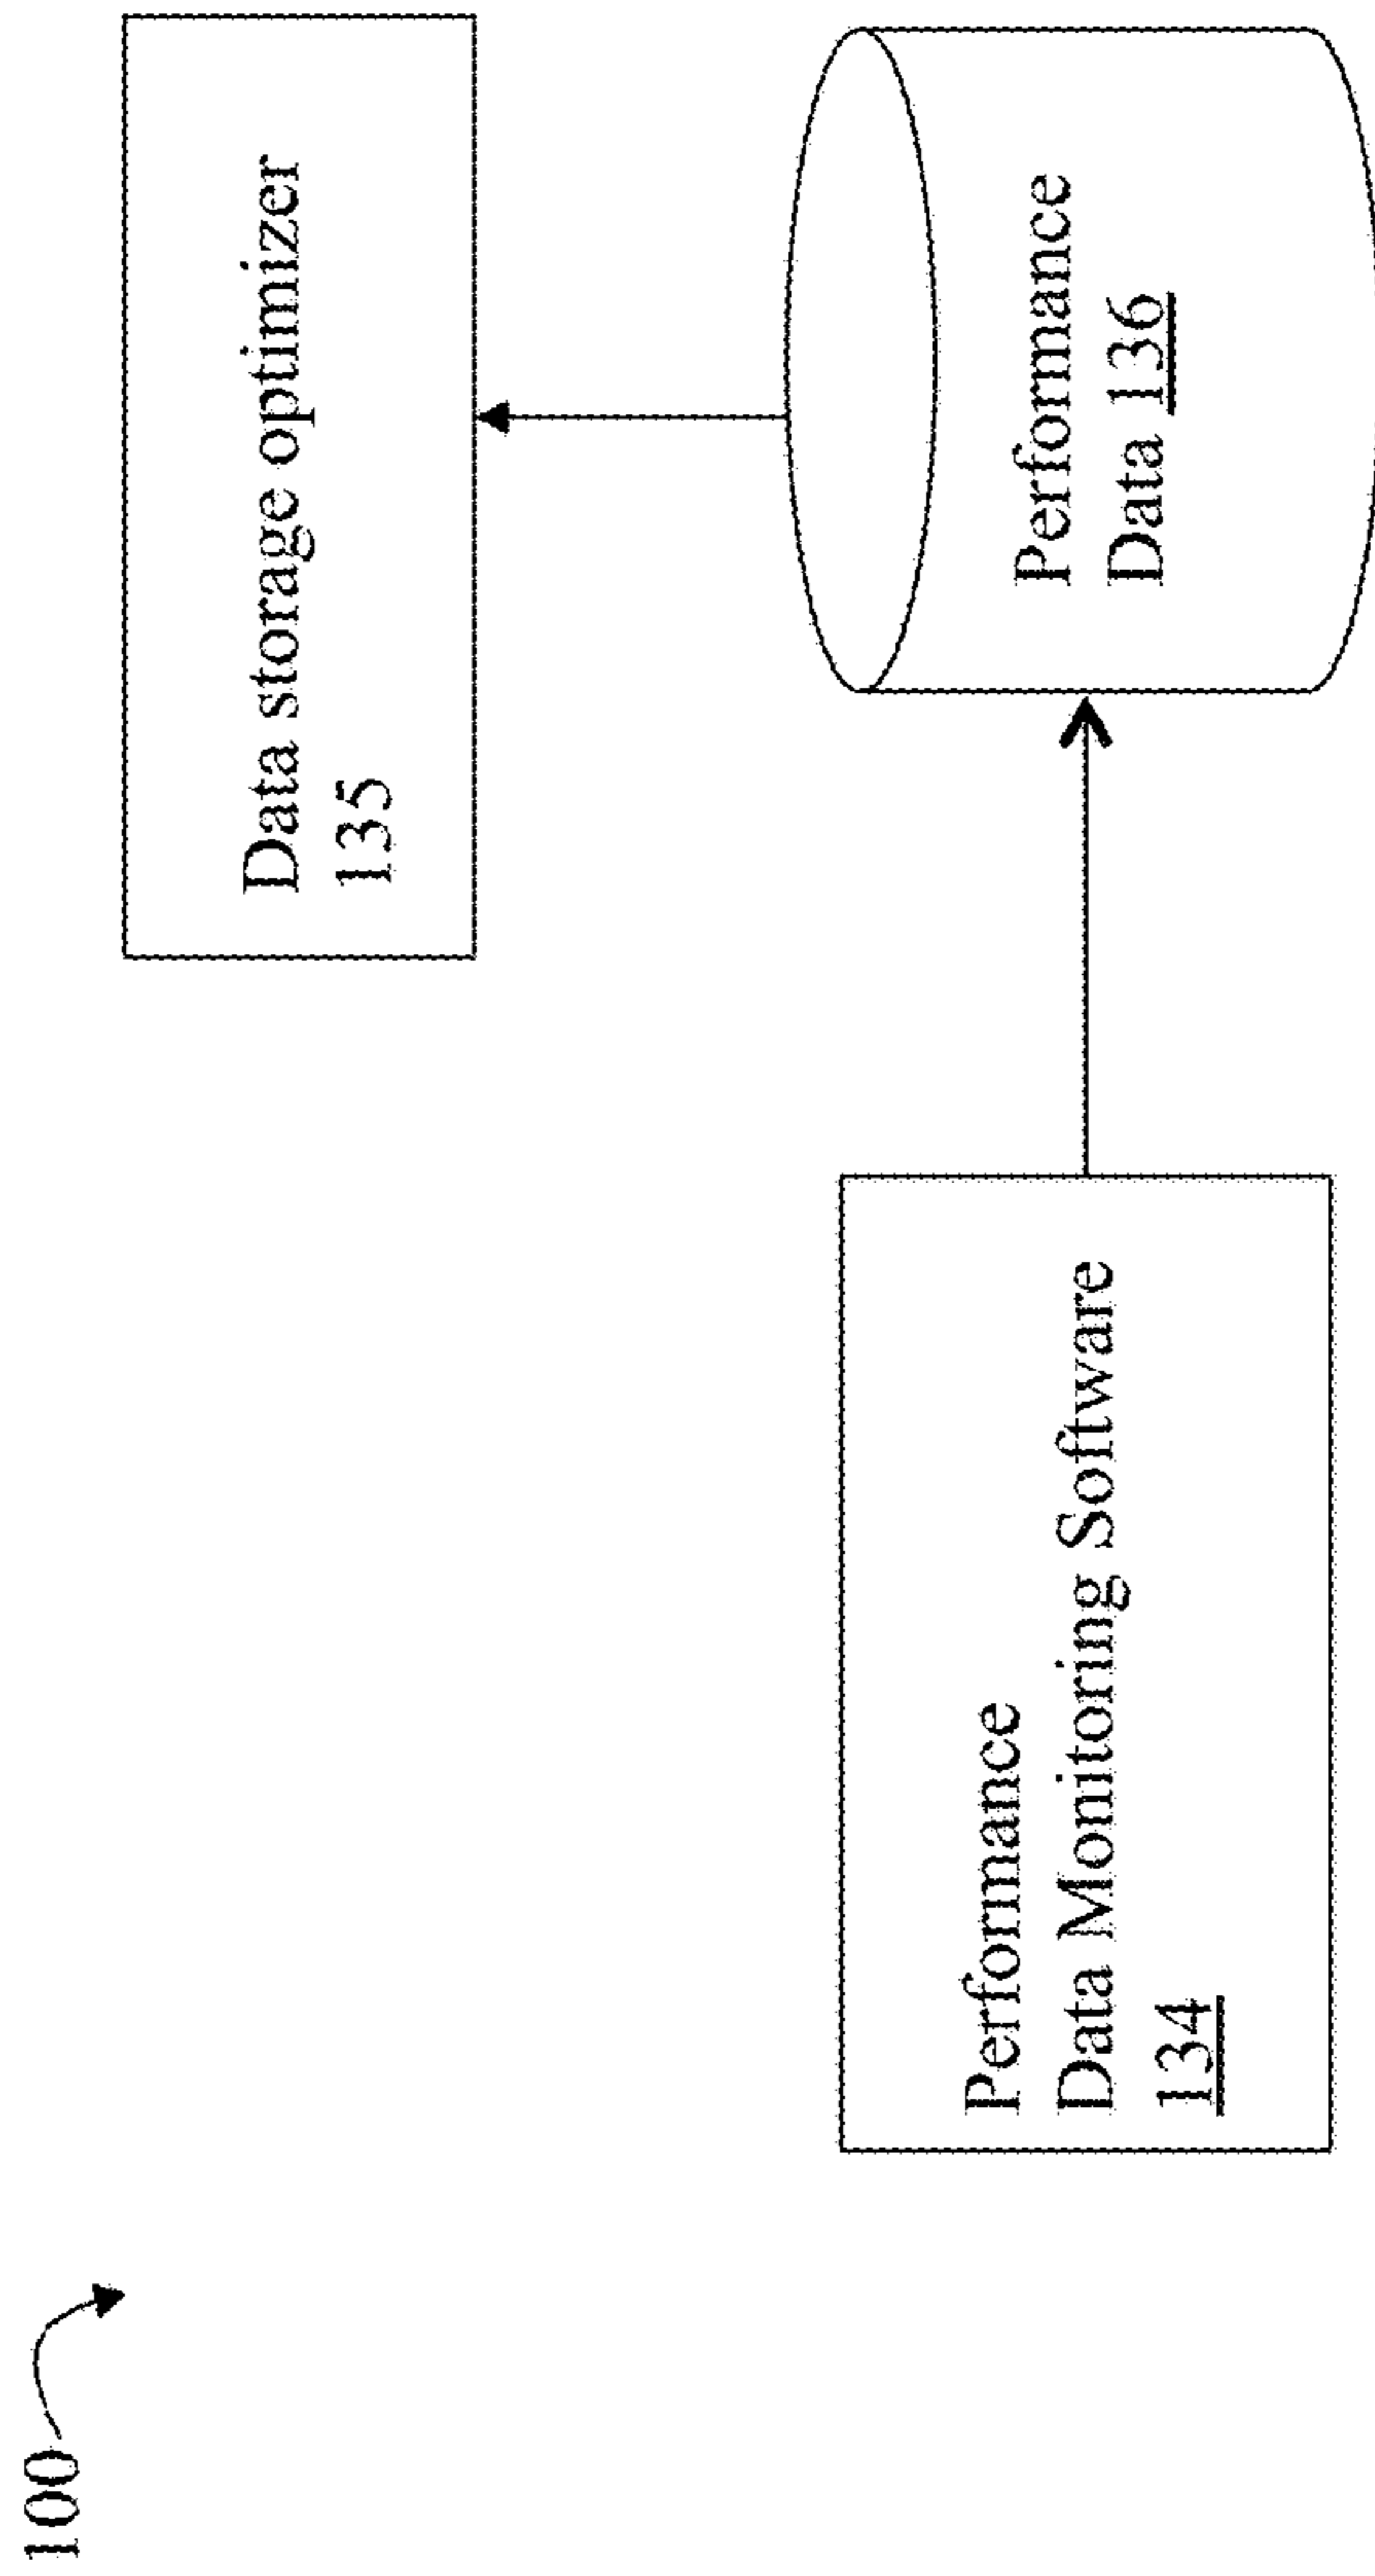 100
Data storage optimizer
135
Performance
Data Monitoring Software
134
Performance
Data 136